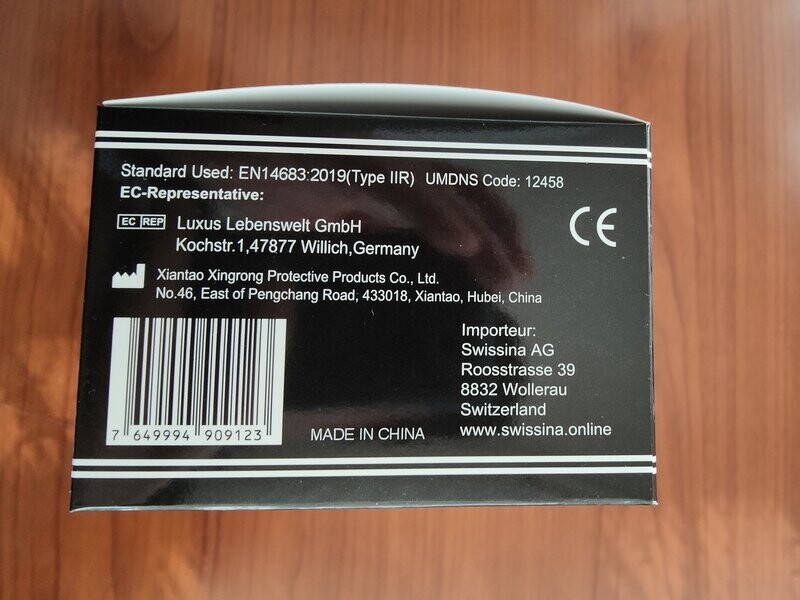 Standard Used: EN14683:2019(Type IIR) UMDNS Code: 12458
EC-Representative:
EC REP Luxus Lebenswelt GmbH
Kochstr.1,47877 Willich,Germany
Xiantao Xingrong Protective Products Co., Ltd.
No.46, East of Pengchang Road, 433018, Xiantao, Hubei, China
CE
7 649994 909123
MADE IN CHINA
Importeur:
Swissina AG
Roosstrasse 39
8832 Wollerau
Switzerland
www.swissina.online